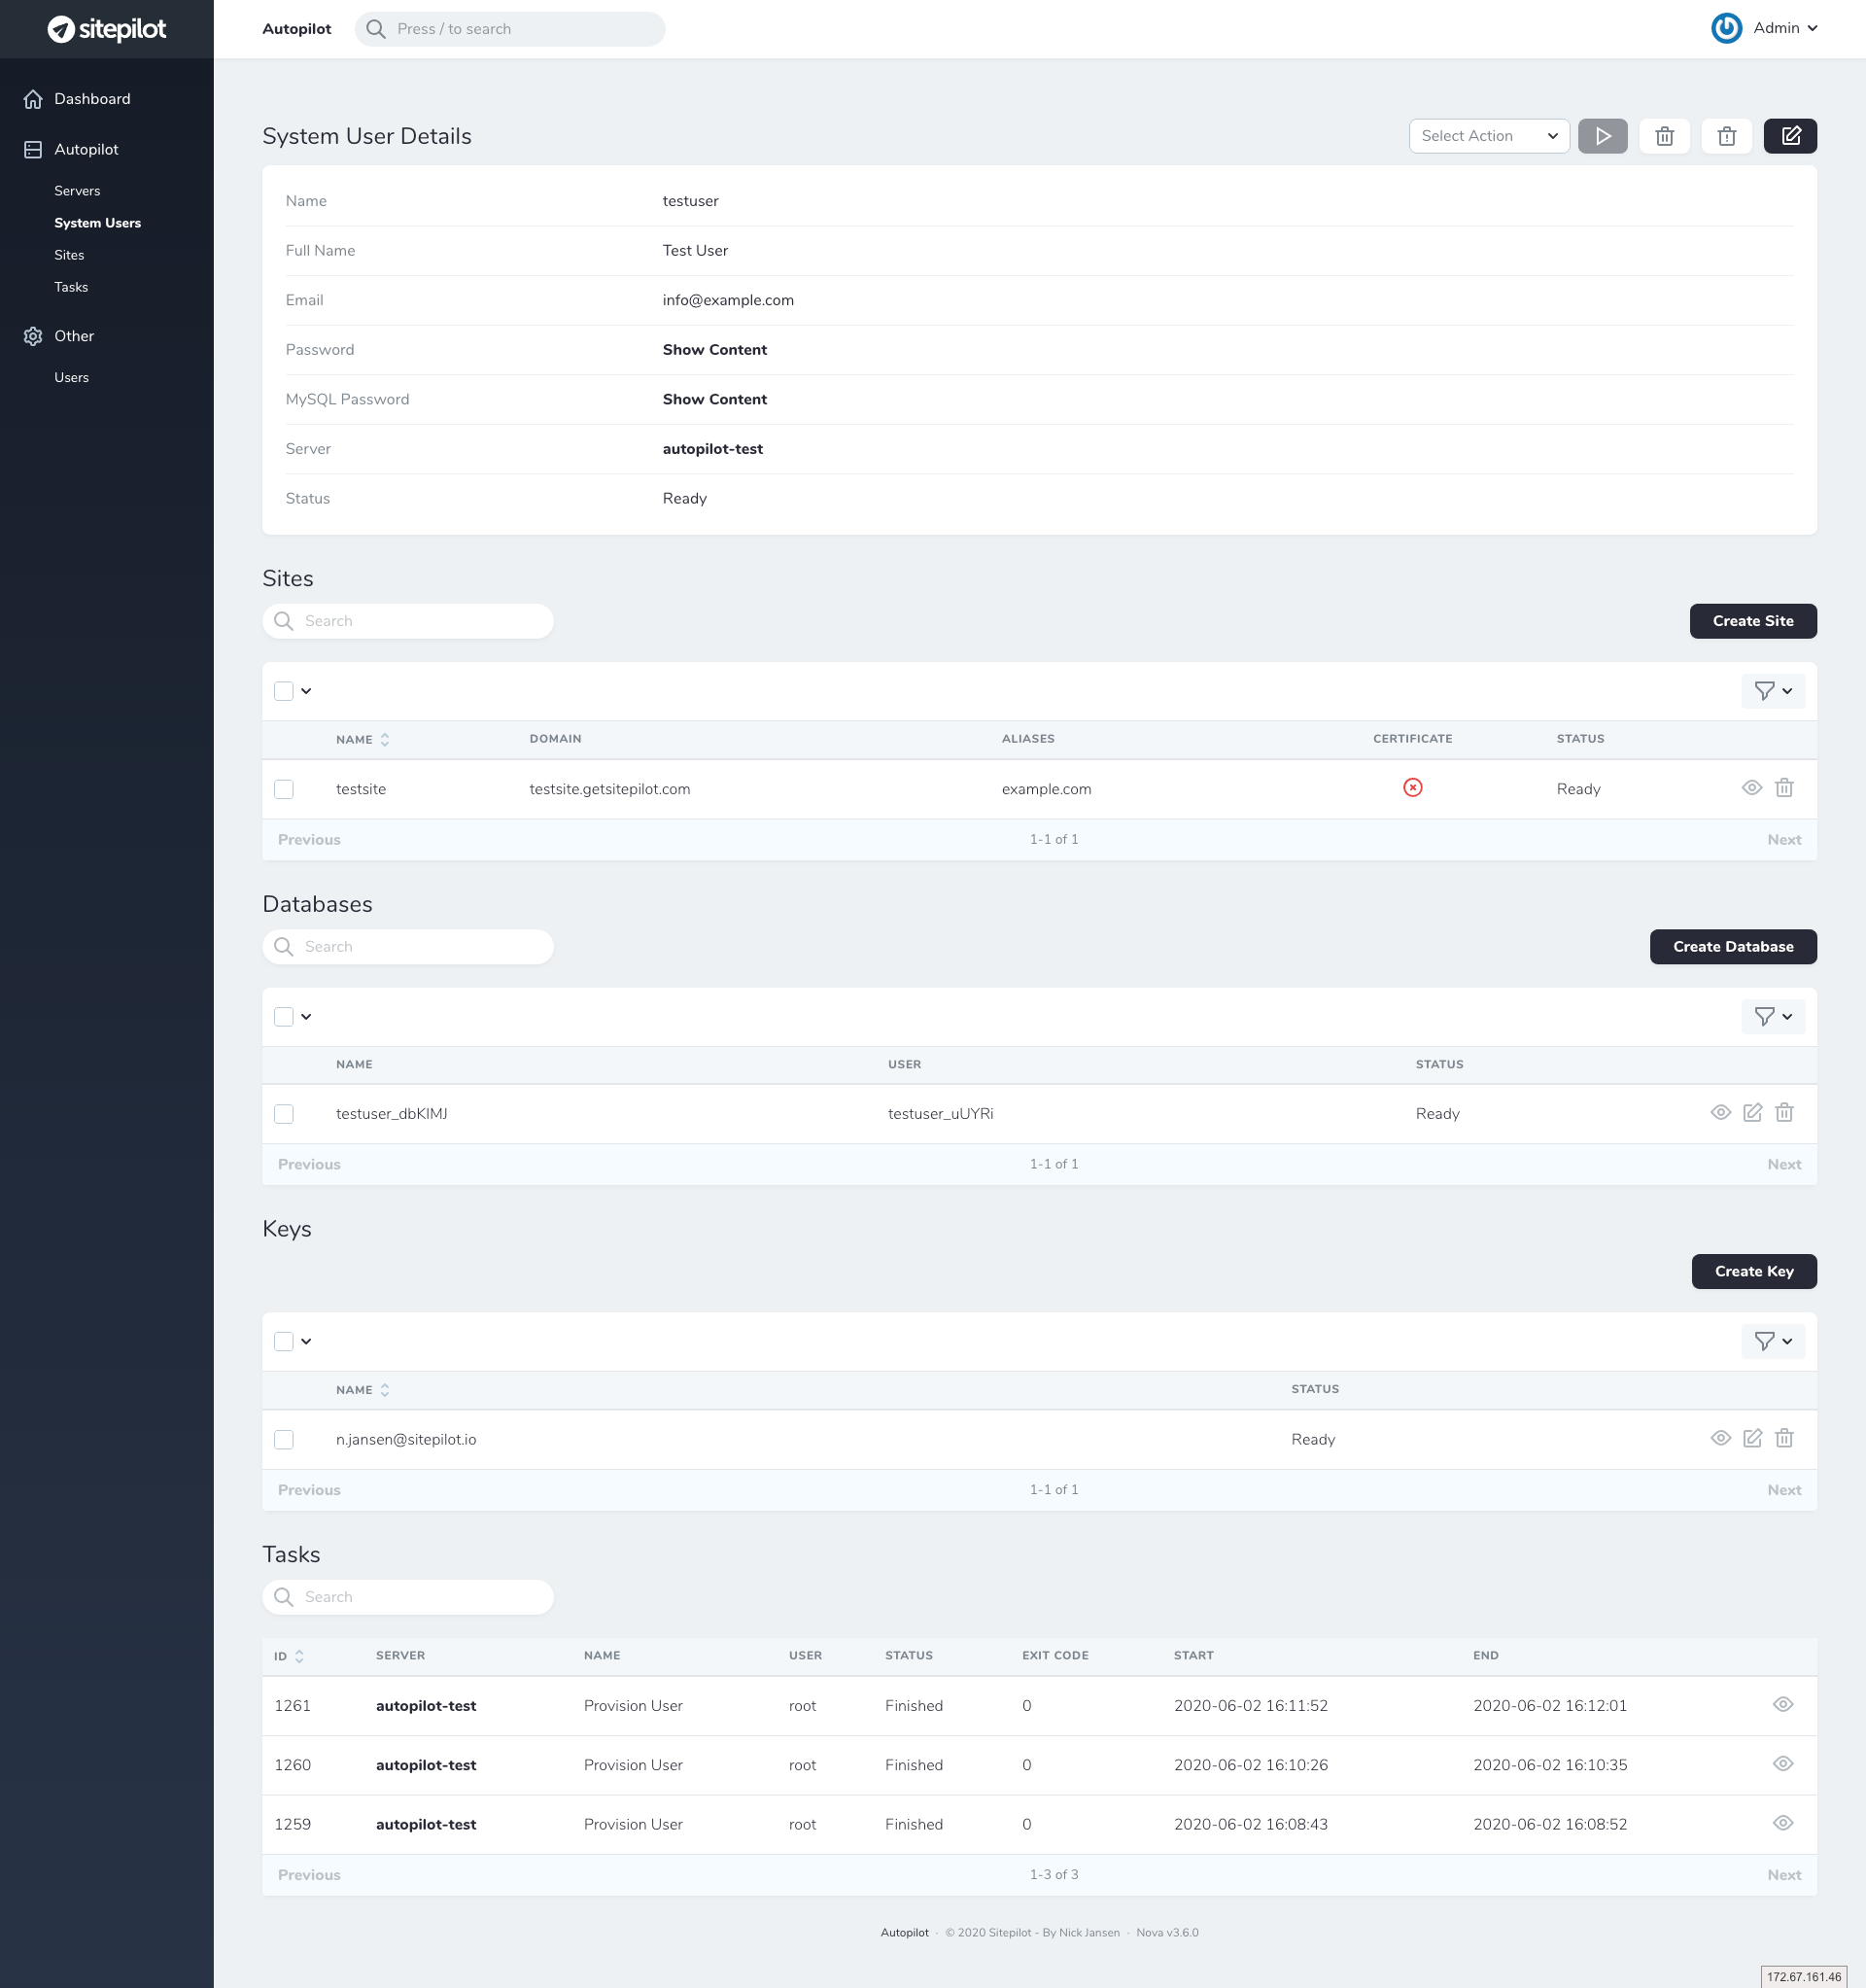 sitepilot
Autopilot
Press / to search
Admin
Dashboard
Autopilot
Servers
System Users
Sites
Tasks
Other
Users
System User Details
Select Action
Name testuser
Full Name Test User
Email info@example.com
Password Show Content
MySQL Password Show Content
Server autopilot-test
Status Ready
Sites
Search
Create Site
NAME DOMAIN ALIASES CERTIFICATE STATUS
testsite testsite.getsitepilot.com example.com Ready
Previous 1-1 of 1 Next
Databases
Search
Create Database
NAME USER STATUS
testuser_dbKIMJ testuser_uUYRi Ready
Previous 1-1 of 1 Next
Keys
Create Key
NAME STATUS
n.jansen@sitepilot.io Ready
Previous 1-1 of 1 Next
Tasks
Search
ID SERVER NAME USER STATUS EXIT CODE START END
1261 autopilot-test Provision User root Finished 0 2020-06-02 16:11:52 2020-06-02 16:12:01
1260 autopilot-test Provision User root Finished 0 2020-06-02 16:10:26 2020-06-02 16:10:35
1259 autopilot-test Provision User root Finished 0 2020-06-02 16:08:43 2020-06-02 16:08:52
Previous 1-3 of 3 Next
Autopilot · © 2020 Sitepilot - By Nick Jansen · Nova v3.6.0
172.67.161.46